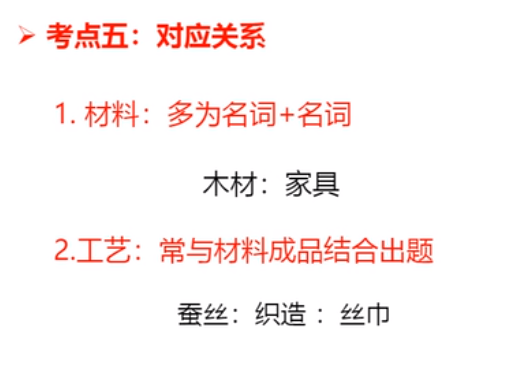 ➢ 考点五：对应关系
1. 材料：多为名词+名词
木材：家具
2.工艺：常与材料成品结合出题
蚕丝：织造 ：丝巾